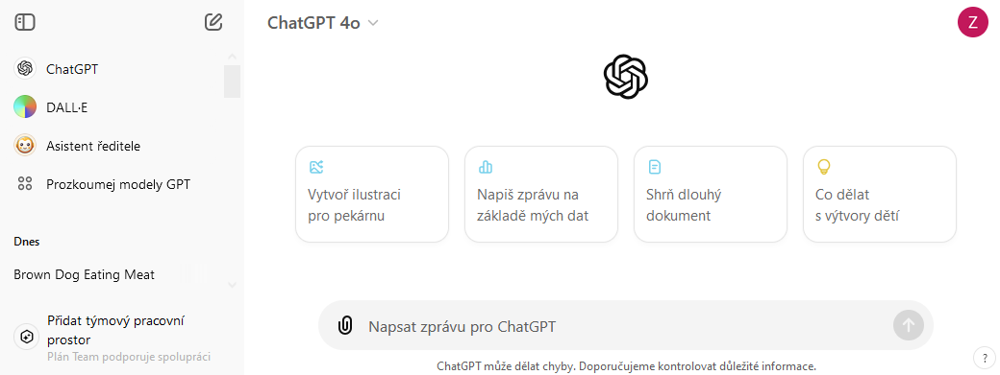 ChatGPT
DALL·E
Asistent ředitele
Prozkoumej modely GPT
Dnes
Brown Dog Eating Meat
Přidat týmový pracovní
prostor
Plán Team podporuje spolupráci
ChatGPT 4o
Z
Vytvoř ilustraci
pro pekárnu
Napiš zprávu na
základě mých dat
Shrň dlouhý
dokument
Co dělat
s výtvory dětí
Napsat zprávu pro ChatGPT
ChatGPT může dělat chyby. Doporučujeme kontrolovat důležité informace.
?